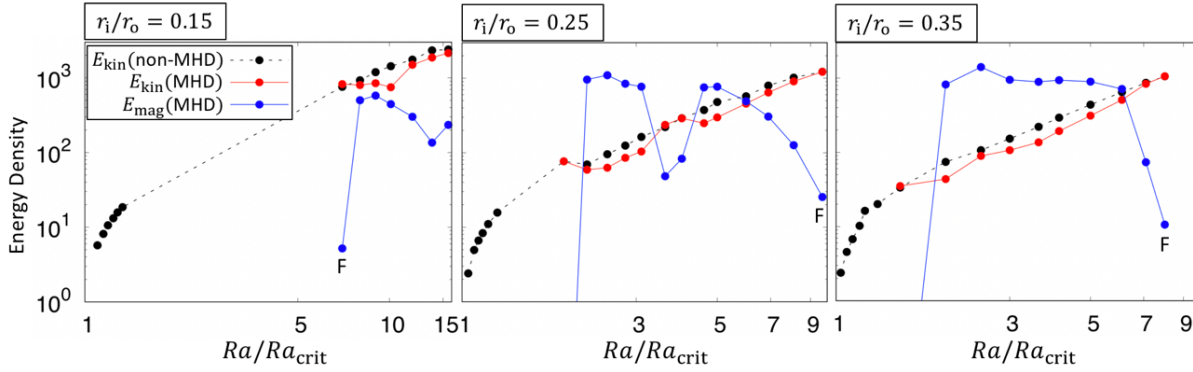 r_i/r_o = 0.15
r_i/r_o = 0.25
r_i/r_o = 0.35
E_kin(non-MHD)
E_kin(MHD)
E_mag(MHD)
Energy Density
10^3
10^2
10^1
10^0
F
F
F
1 5 10 15
1 3 5 7 9
1 3 5 7 9
Ra/Ra_crit
Ra/Ra_crit
Ra/Ra_crit